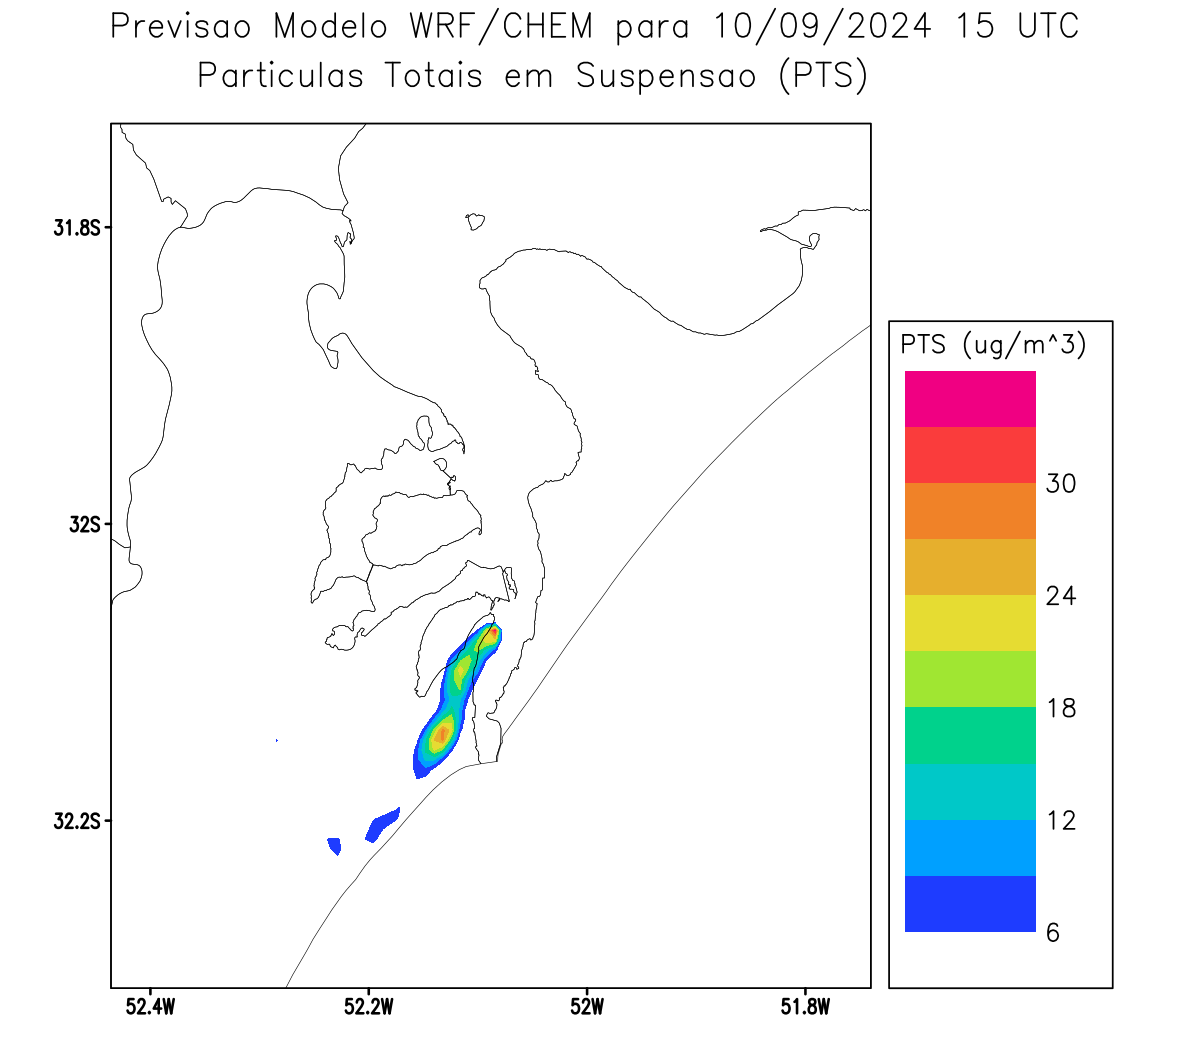 Previsao Modelo WRF/CHEM para 10/09/2024 15 UTC
Particulas Totais em Suspensao (PTS)
31.8S
32S
32.2S
52.4W
52.2W
52W
51.8W
PTS (ug/m^3)
30
24
18
12
6